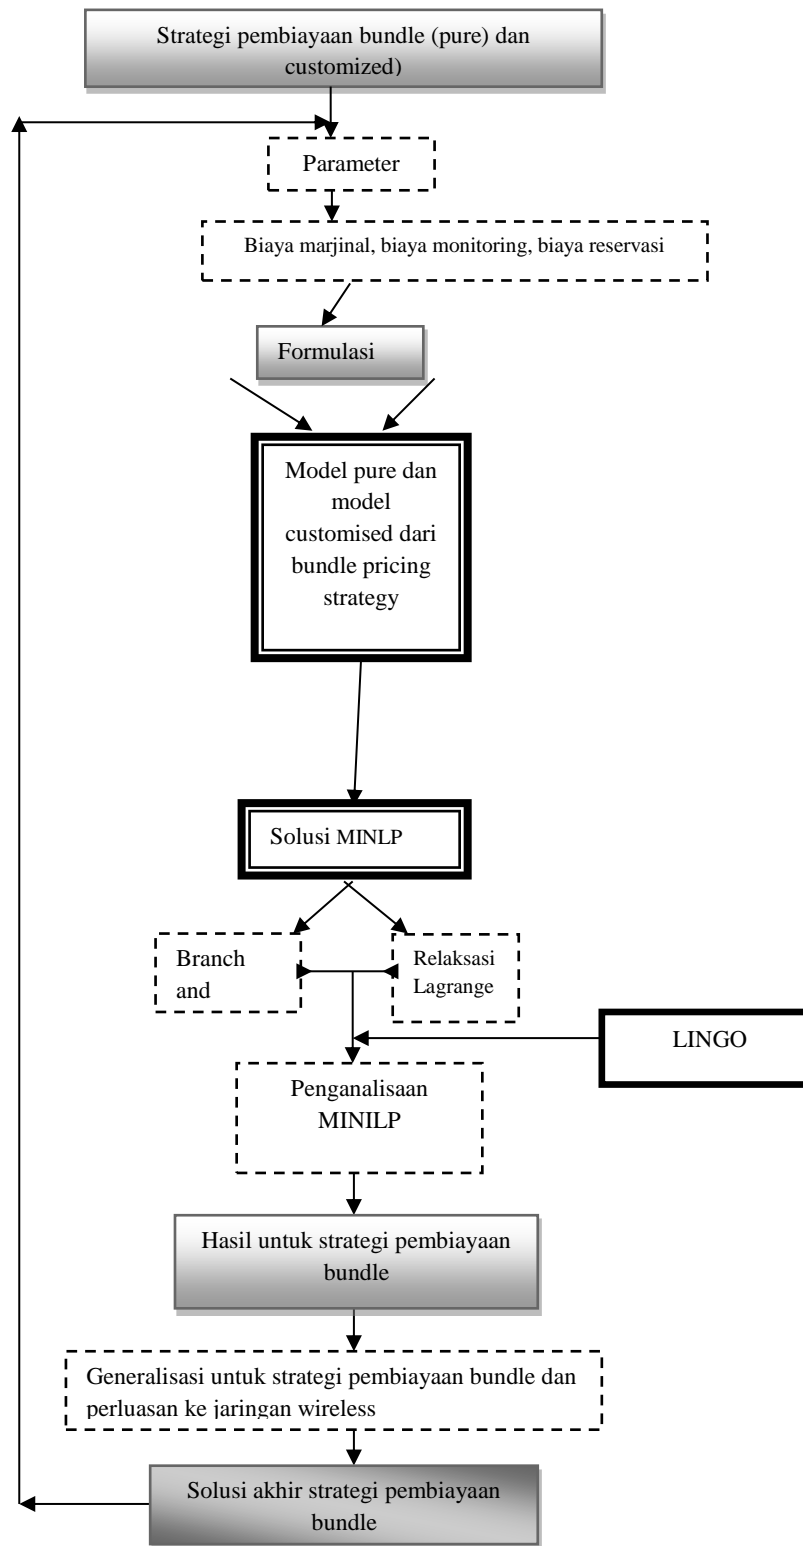 Strategi pembiayaan bundle (pure) dan
customized)
Parameter
Biaya marjinal, biaya monitoring, biaya reservasi
Formulasi
Model pure dan
model
customised dari
bundle pricing
strategy
Solusi MINLP
Branch
and
Relaksasi
Lagrange
LINGO
Penganalisaan
MINILP
Hasil untuk strategi pembiayaan
bundle
Generalisasi untuk strategi pembiayaan bundle dan
perluasan ke jaringan wireless
Solusi akhir strategi pembiayaan
bundle